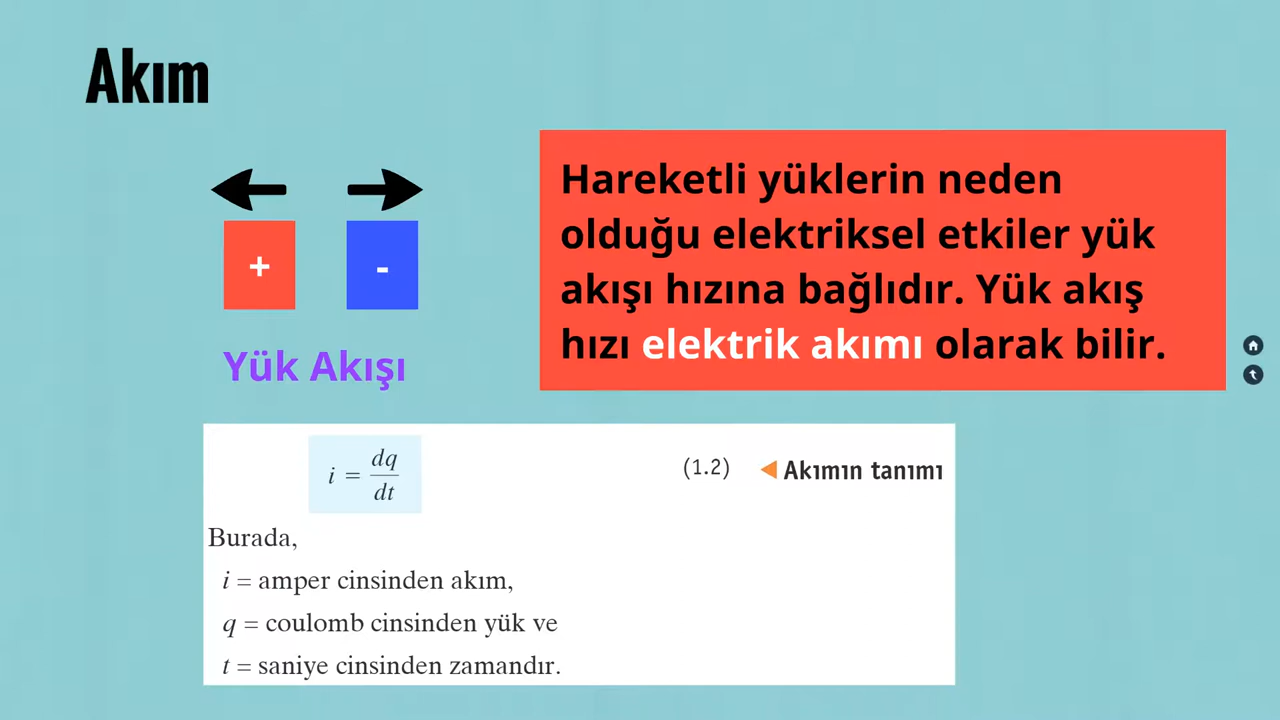 Akım
+ -
Yük Akışı
Hareketli yüklerin neden
olduğu elektriksel etkiler yük
akışı hızına bağlıdır. Yük akış
hızı elektrik akımı olarak bilir.
i = dq/dt (1.2) ◄ Akımın tanımı
Burada,
i = amper cinsinden akım,
q = coulomb cinsinden yük ve
t = saniye cinsinden zamandır.